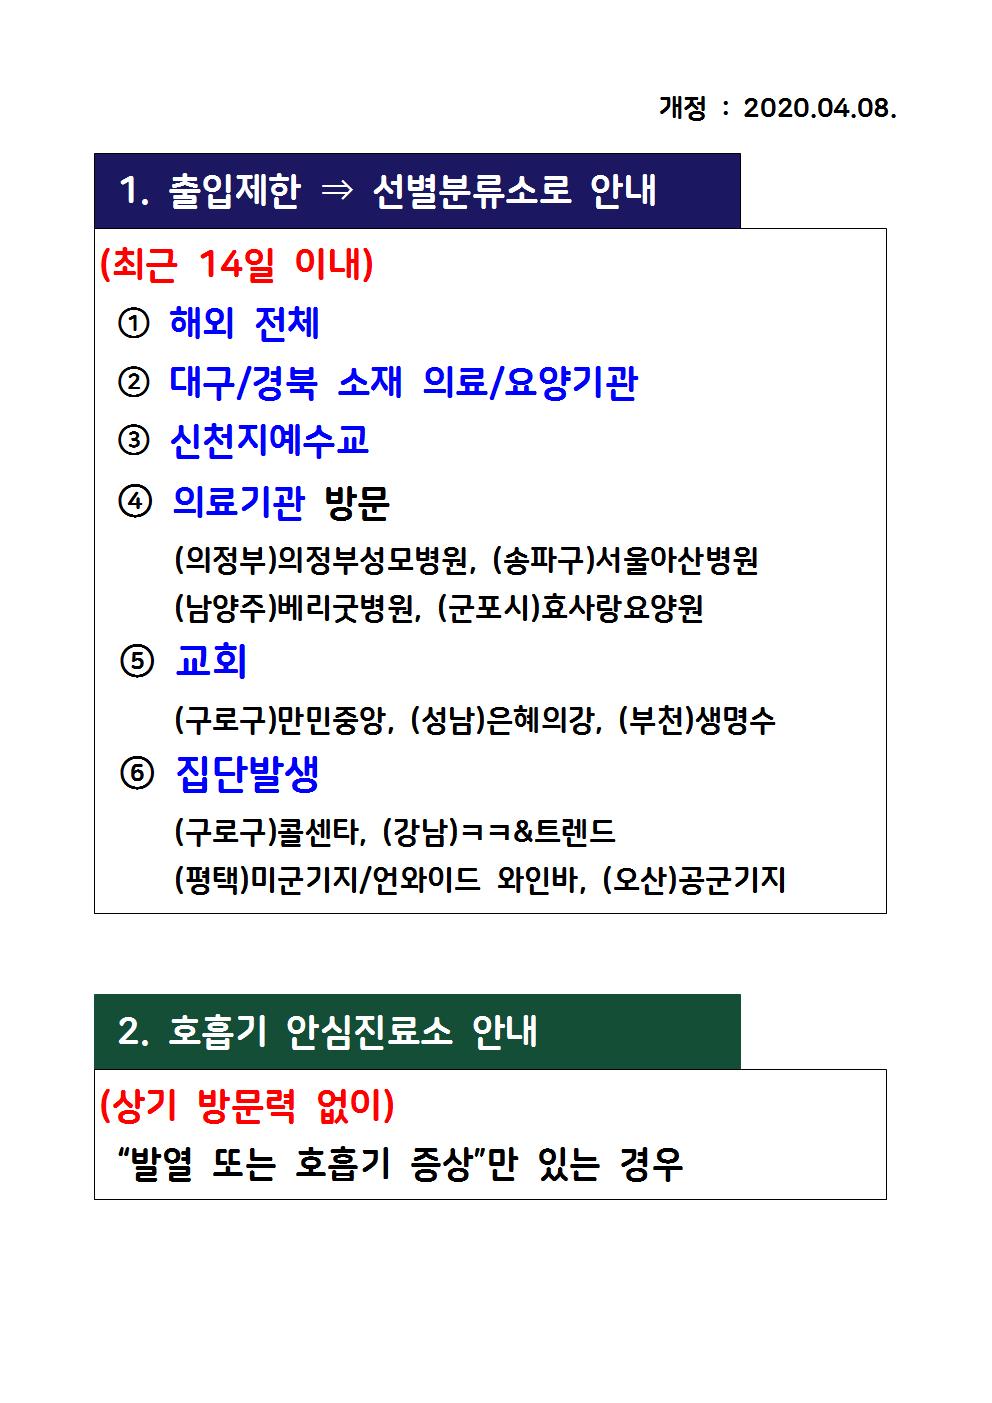 개정 : 2020.04.08.
1. 출입제한 ⇒ 선별분류소로 안내
(최근 14일 이내)
① 해외 전체
② 대구/경북 소재 의료/요양기관
③ 신천지예수교
④ 의료기관 방문
(의정부)의정부성모병원, (송파구)서울아산병원
(남양주)베리굿병원, (군포시)효사랑요양원
⑤ 교회
(구로구)만민중앙, (성남)은혜의강, (부천)생명수
⑥ 집단발생
(구로구)콜센타, (강남)ㅋㅋ&트렌드
(평택)미군기지/언와이드 와인바, (오산)공군기지
2. 호흡기 안심진료소 안내
(상기 방문력 없이)
“발열 또는 호흡기 증상”만 있는 경우